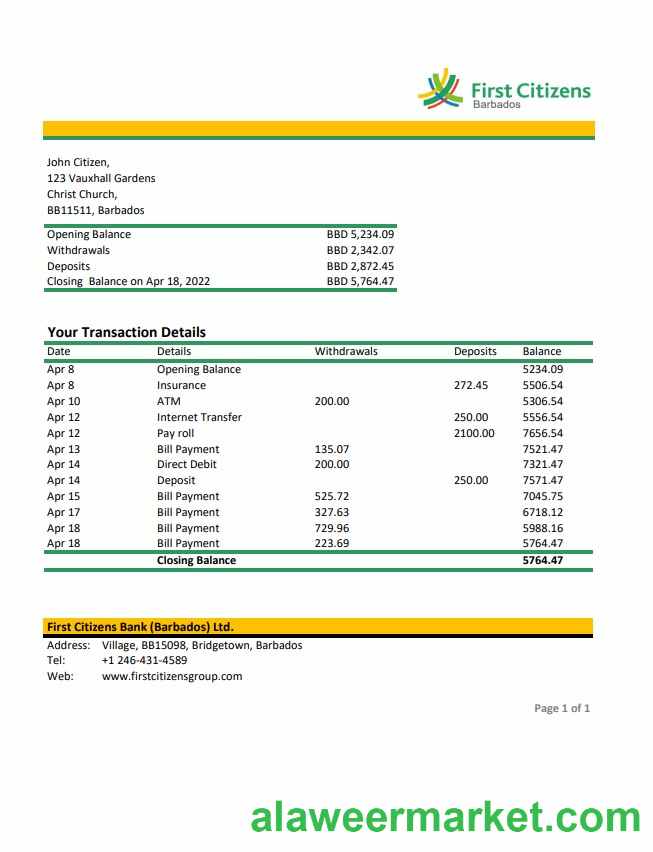 First Citizens
Barbados
John Citizen,
123 Vauxhall Gardens
Christ Church,
BB11511, Barbados
Opening Balance BBD 5,234.09
Withdrawals BBD 2,342.07
Deposits BBD 2,872.45
Closing  Balance on Apr 18, 2022 BBD 5,764.47
Your Transaction Details
Date Details Withdrawals Deposits Balance
Apr 8 Opening Balance 5234.09
Apr 8 Insurance 272.45 5506.54
Apr 10 ATM 200.00 5306.54
Apr 12 Internet Transfer 250.00 5556.54
Apr 12 Pay roll 2100.00 7656.54
Apr 13 Bill Payment 135.07 7521.47
Apr 14 Direct Debit 200.00 7321.47
Apr 14 Deposit 250.00 7571.47
Apr 15 Bill Payment 525.72 7045.75
Apr 17 Bill Payment 327.63 6718.12
Apr 18 Bill Payment 729.96 5988.16
Apr 18 Bill Payment 223.69 5764.47
Closing Balance 5764.47
First Citizens Bank (Barbados) Ltd.
Address: Village, BB15098, Bridgetown, Barbados
Tel: +1 246-431-4589
Web: www.firstcitizensgroup.com
Page 1 of 1
alaweermarket.com